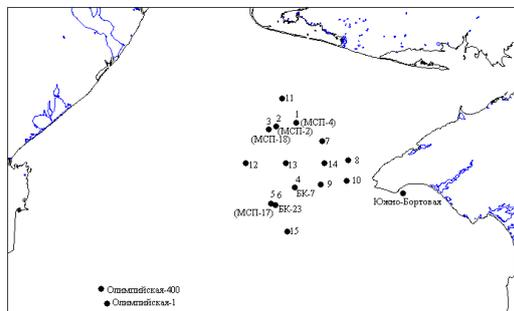 11
1
(МСП-4)
2
3
(МСП-2)
(МСП-18)
7
12
13
14
8
4
БК-7
9
10
5 6
(МСП-17)
БК-23
Южно-Бортовая
15
Олимпийская-400
Олимпийская-1